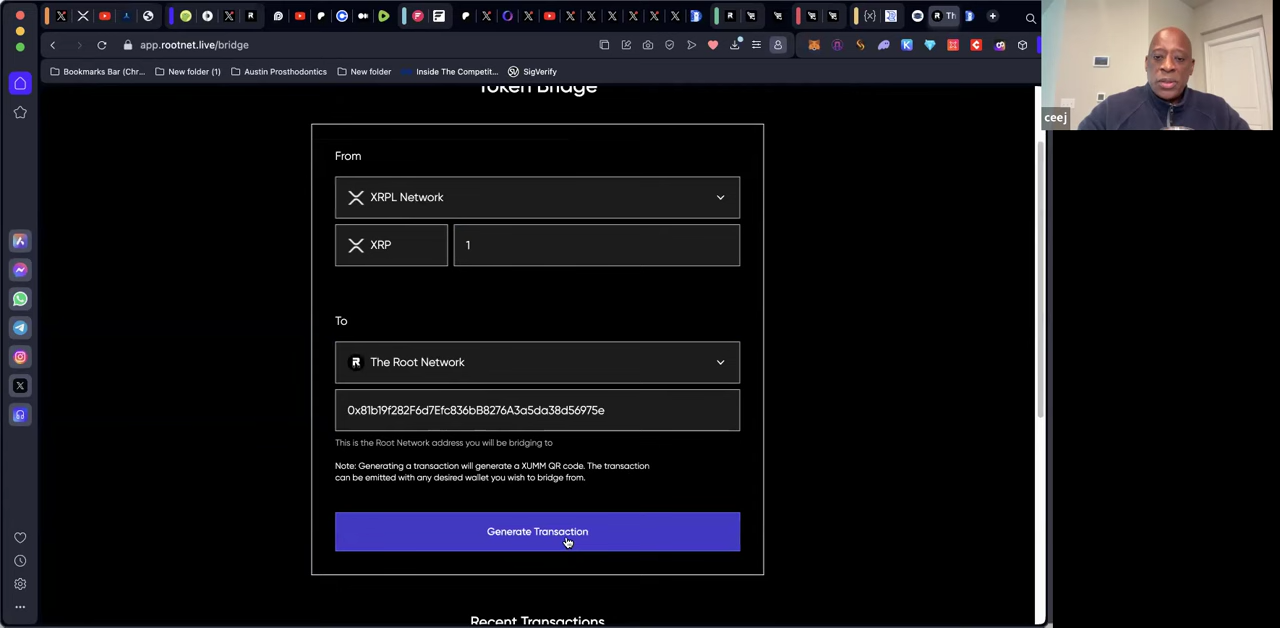 Th
app.rootnet.live/bridge
Bookmarks Bar (Chr...
New folder (1)
Austin Prosthodontics
New folder
Inside The Competit...
SigVerify
ceej
Token Bridge
From
XRPL Network
XRP
1
To
The Root Network
0x81b19f282F6d7Efc836bB8276A3a5da38d56975e
This is the Root Network address you will be bridging to
Note: Generating a transaction will generate a XUMM QR code. The transaction
can be emitted with any desired wallet you wish to bridge from.
Generate Transaction
Recent Transactions